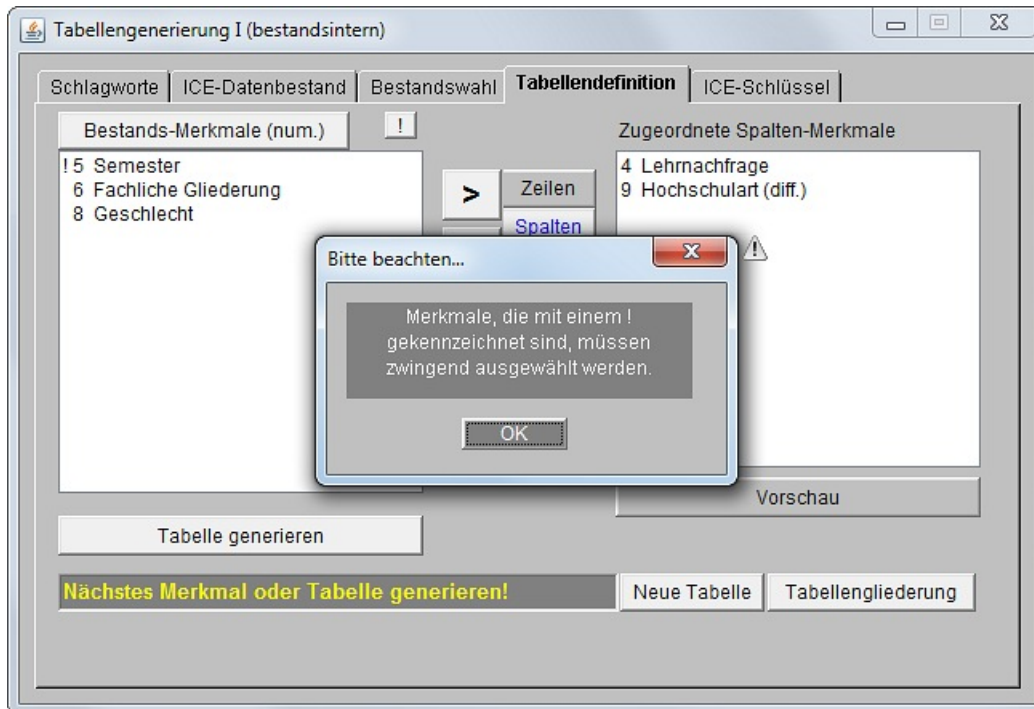 Tabellengenerierung I (bestandsintern)
Schlagworte ICE-Datenbestand Bestandswahl Tabellendefinition ICE-Schlüssel
Bestands-Merkmale (num.) ! Zugeordnete Spalten-Merkmale
! 5 Semester
6 Fachliche Gliederung
8 Geschlecht
> Zeilen
Spalten
4 Lehrnachfrage
9 Hochschulart (diff.)
Bitte beachten...
Merkmale, die mit einem !
gekennzeichnet sind, müssen
zwingend ausgewählt werden.
OK
Vorschau
Tabelle generieren
Nächstes Merkmal oder Tabelle generieren! Neue Tabelle Tabellengliederung